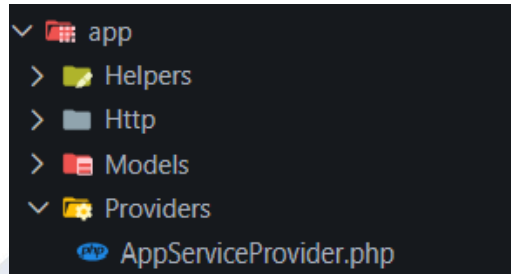 app
Helpers
Http
Models
Providers
php AppServiceProvider.php